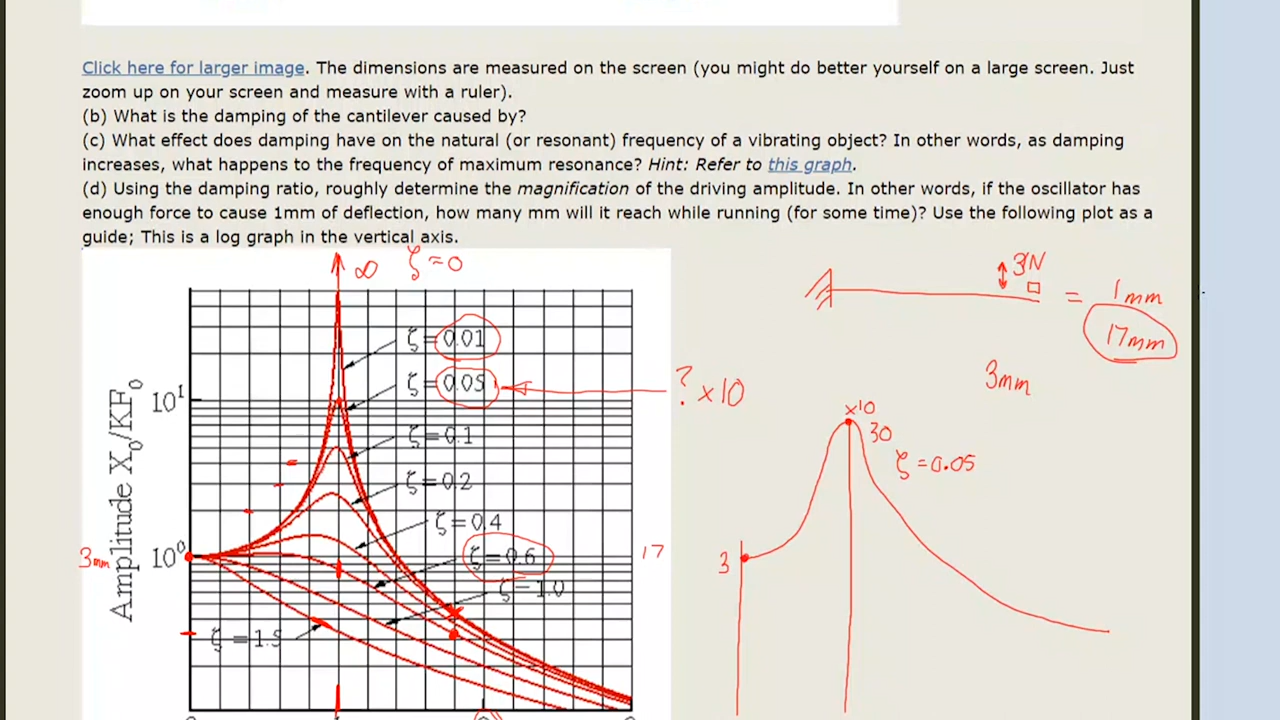 Click here for larger image. The dimensions are measured on the screen (you might do better yourself on a large screen. Just
zoom up on your screen and measure with a ruler).
(b) What is the damping of the cantilever caused by?
(c) What effect does damping have on the natural (or resonant) frequency of a vibrating object? In other words, as damping
increases, what happens to the frequency of maximum resonance? Hint: Refer to this graph.
(d) Using the damping ratio, roughly determine the magnification of the driving amplitude. In other words, if the oscillator has
enough force to cause 1mm of deflection, how many mm will it reach while running (for some time)? Use the following plot as a
guide; This is a log graph in the vertical axis.
∞ ζ=0
3N
= 1mm
17mm
ζ=0.01
ζ=0.05
? x10
3mm
Amplitude X₀/KF₀
10¹
x10
30
ζ=0.05
ζ=0.1
ζ=0.2
ζ=0.4
3mm
10⁰
ζ=0.6
17
3
ζ=1.0
ζ=1.5